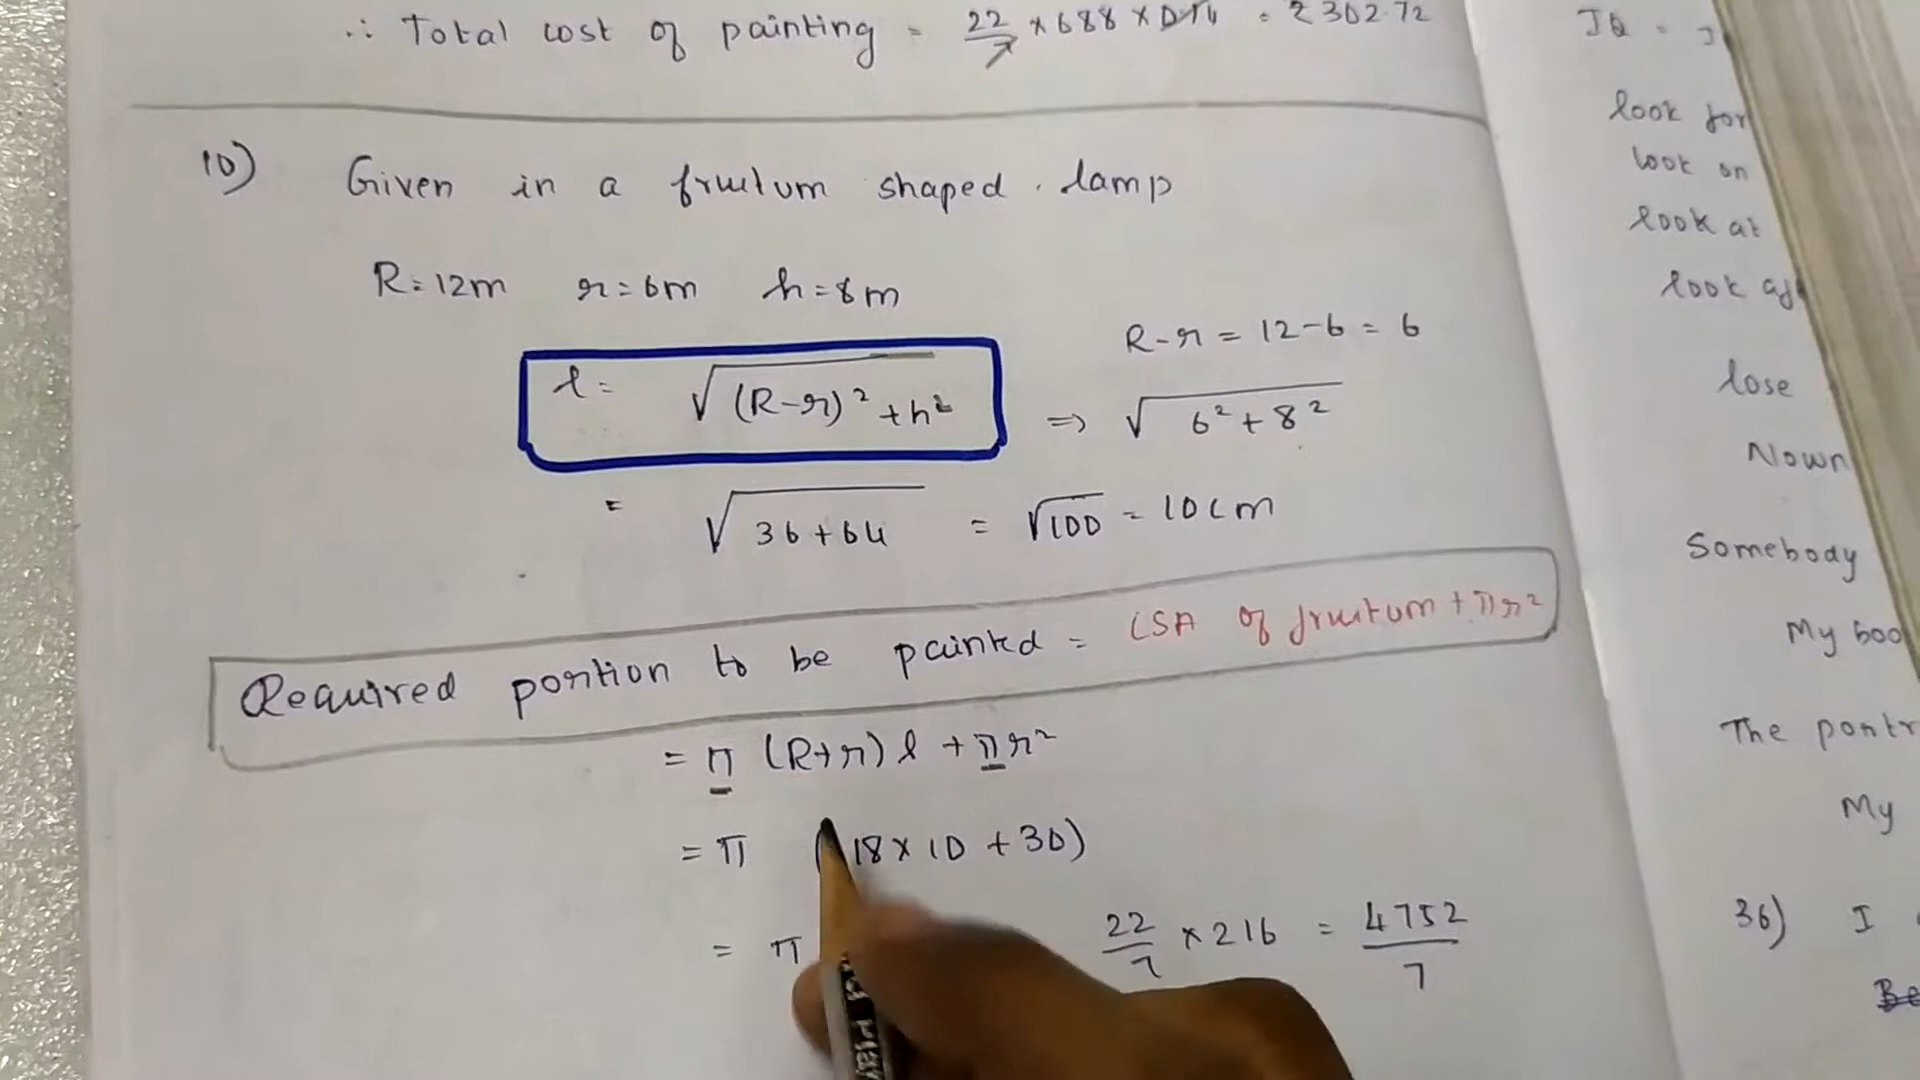 ∴ Total cost of painting = 22/7 × 688 × 0.14 = ₹ 302.72
10) Given in a frustum shaped lamp
R = 12m r = 6m h = 8m
R - r = 12 - 6 = 6
l = √(R-r)² + h² ⇒ √6² + 8²
= √36 + 64 = √100 = 10cm
Required portion to be painted = CSA of frustum + πr²
= π (R+r) l + πr²
= π (18 × 10 + 36)
= π 22/7 × 216 = 4752/7
JQ =
look for
look on
look at
look
lose
Nown
Somebody
My
The
My
36) I